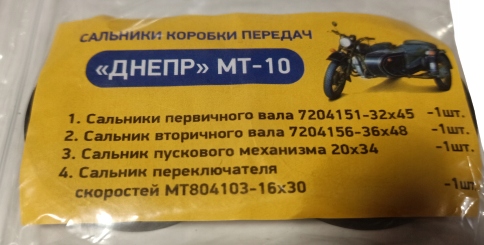 САЛЬНИКИ КОРОБКИ ПЕРЕДАЧ
«ДНЕПР» МТ-10
1. Сальники первичного вала 7204151-32х45 -1шт.
2. Сальник вторичного вала 7204156-36х48 -1шт.
3. Сальник пускового механизма 20х34 -1шт.
4. Сальник переключателя
скоростей МТ804103-16х30 -1шт